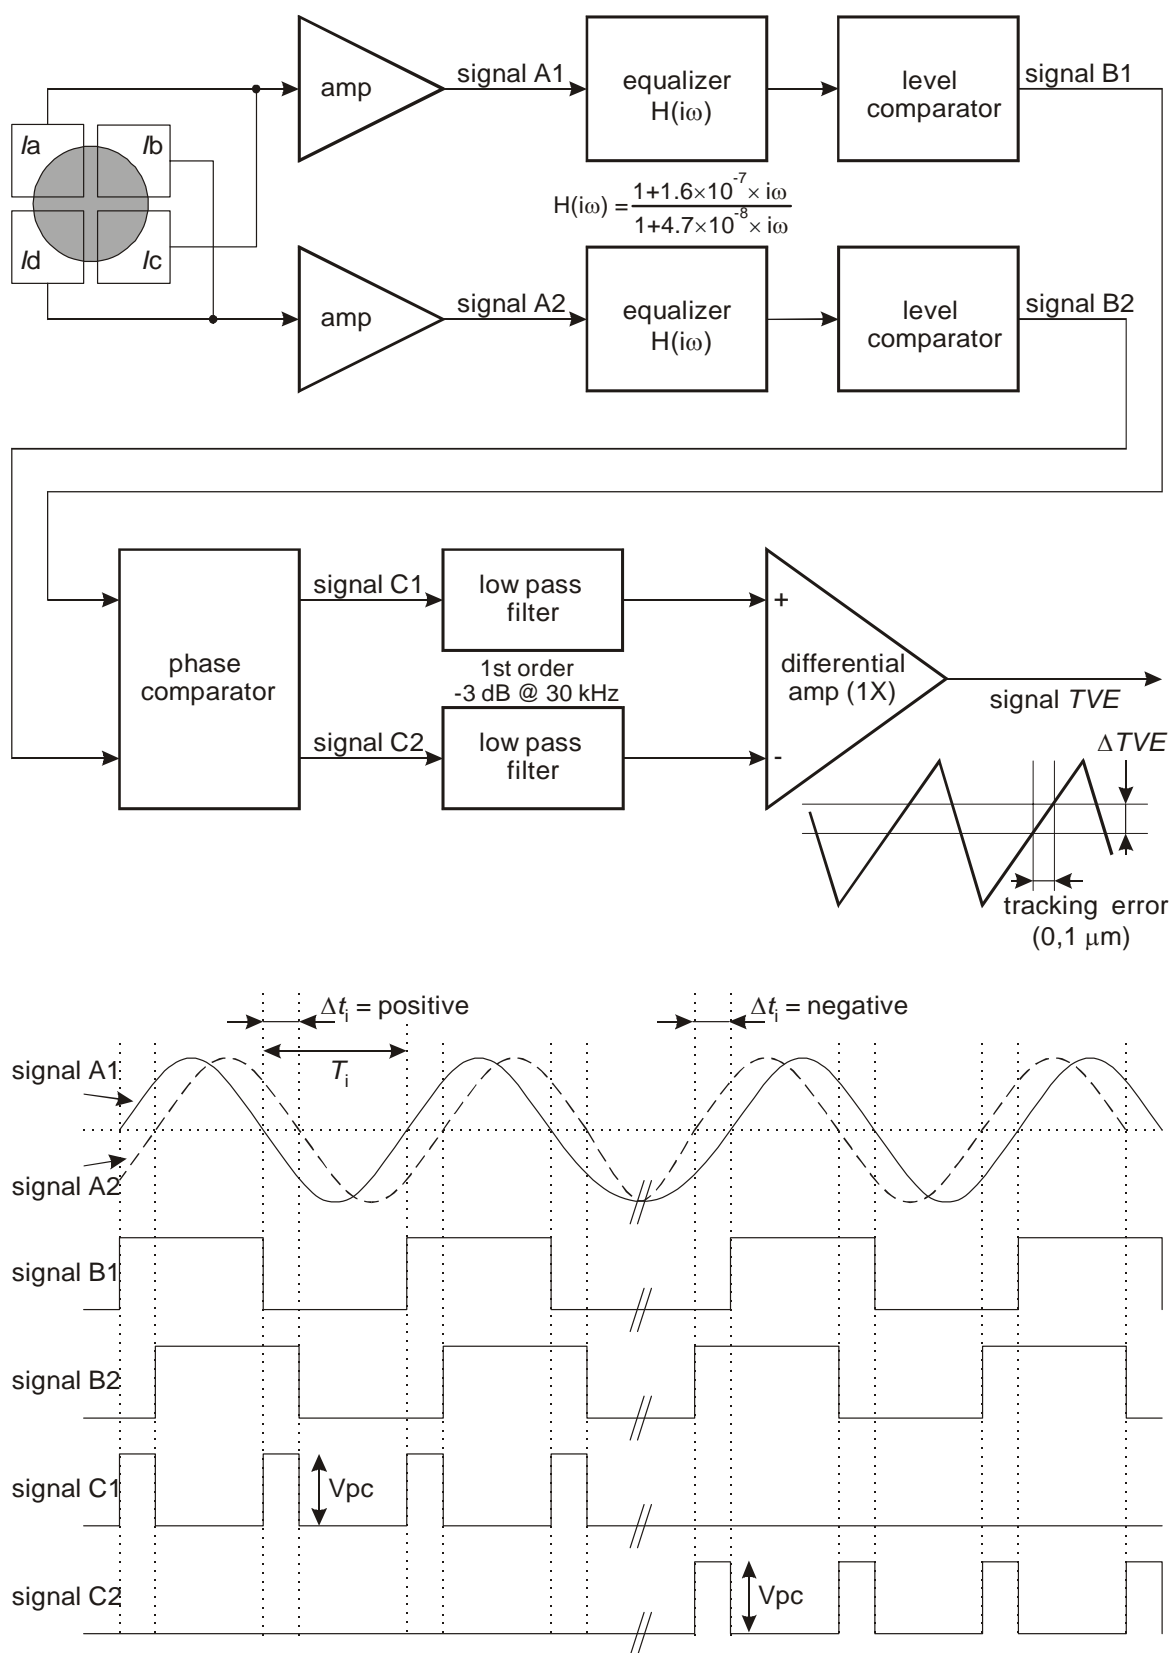 amp
signal A1
equalizer
H(iω)
level
comparator
signal B1
Ia
Ib
Id
Ic
H(iω) = 1+1.6×10⁻⁷× iω
1+4.7×10⁻⁸× iω
amp
signal A2
equalizer
H(iω)
level
comparator
signal B2
phase
comparator
signal C1
low pass
filter
1st order
-3 dB @ 30 kHz
signal C2
low pass
filter
+
differential
amp (1X)
-
signal TVE
ΔTVE
tracking error
(0,1 μm)
Δtᵢ = positive
Δtᵢ = negative
Tᵢ
signal A1
signal A2
signal B1
signal B2
signal C1
Vpc
signal C2
Vpc